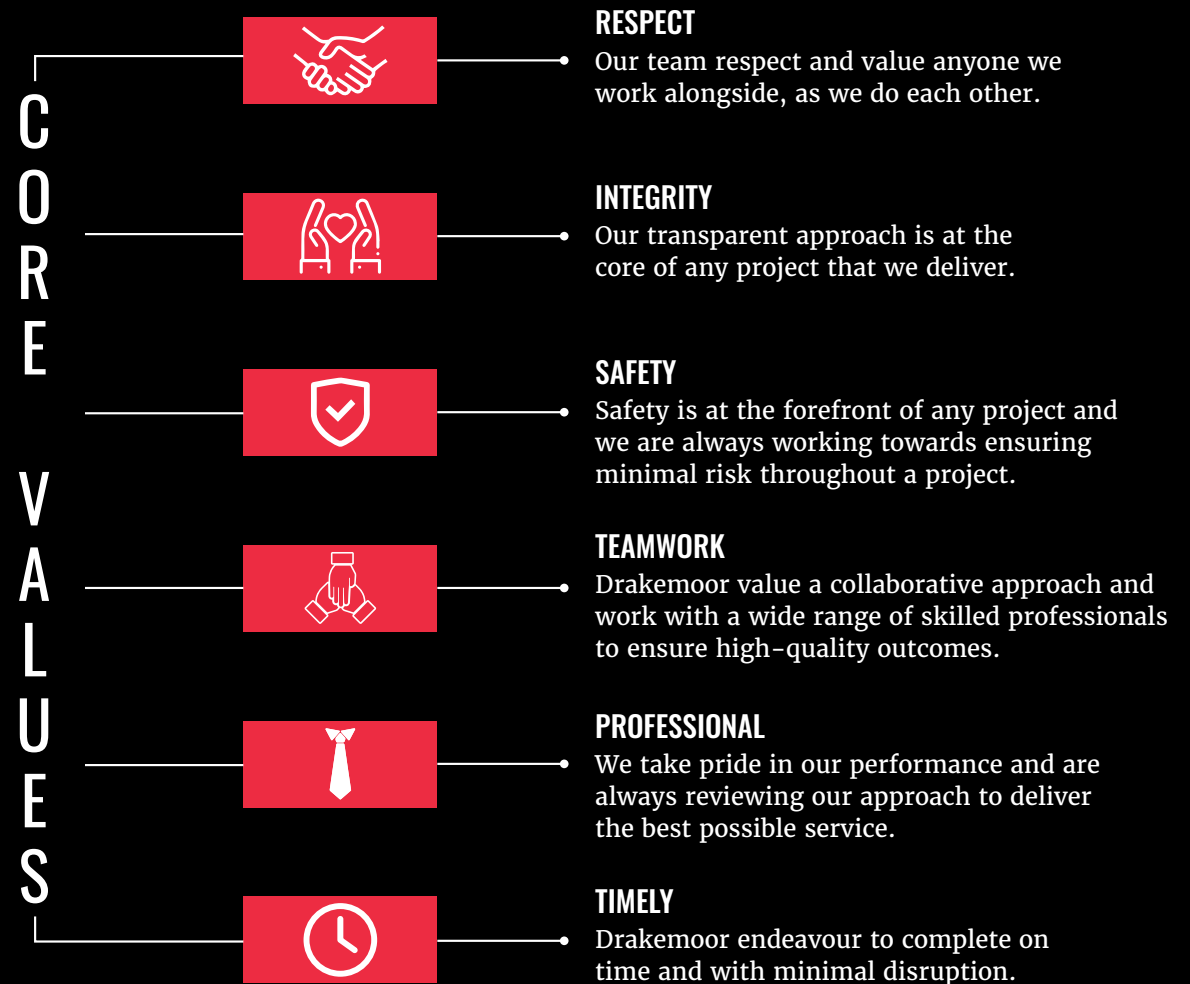 CORE VALUES
RESPECT
Our team respect and value anyone we
work alongside, as we do each other.
INTEGRITY
Our transparent approach is at the
core of any project that we deliver.
SAFETY
Safety is at the forefront of any project and
we are always working towards ensuring
minimal risk throughout a project.
TEAMWORK
Drakemoor value a collaborative approach and
work with a wide range of skilled professionals
to ensure high-quality outcomes.
PROFESSIONAL
We take pride in our performance and are
always reviewing our approach to deliver
the best possible service.
TIMELY
Drakemoor endeavour to complete on
time and with minimal disruption.